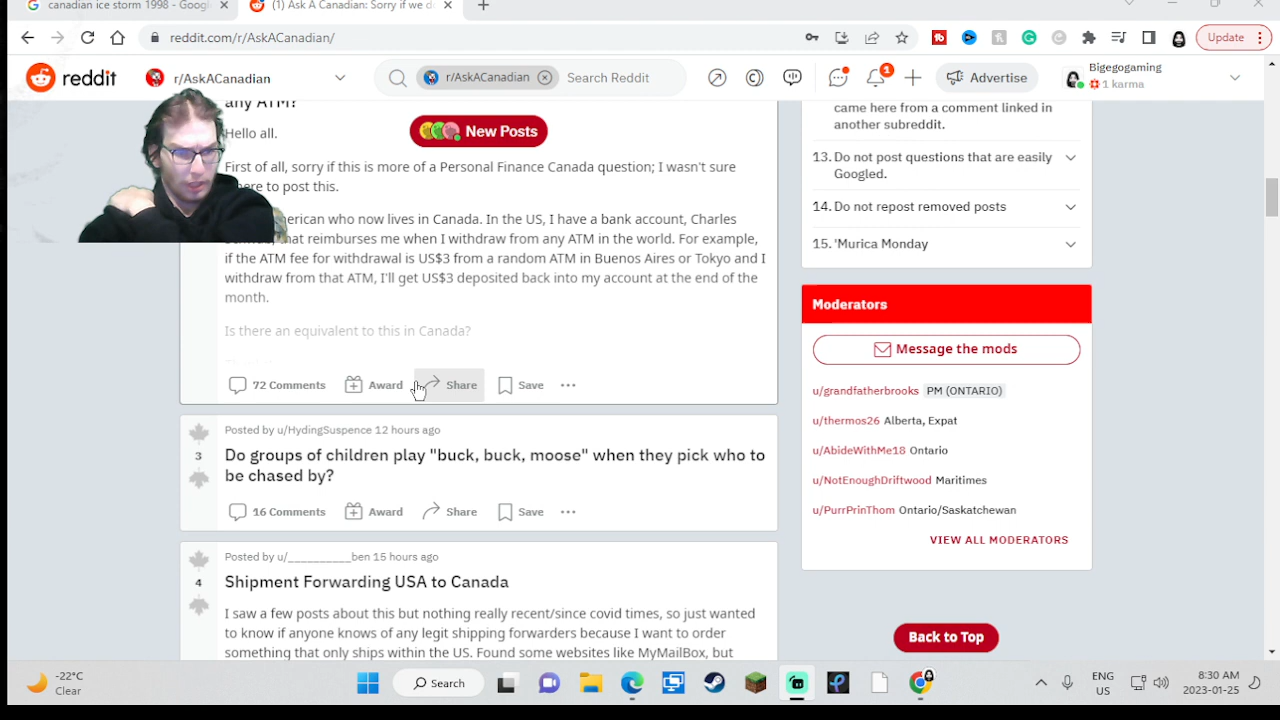 canadian ice storm 1998 - Googl
(1) Ask A Canadian: Sorry if we d
reddit.com/r/AskACanadian/
Update
reddit
r/AskACanadian
r/AskACanadian
Search Reddit
1
Advertise
Bigegogaming
1 karma
any ATM?
New Posts
Hello all.
First of all, sorry if this is more of a Personal Finance Canada question; I wasn't sure
to post this.
who now lives in Canada. In the US, I have a bank account, Charles
that reimburses me when I withdraw from any ATM in the world. For example,
if the ATM fee for withdrawal is US$3 from a random ATM in Buenos Aires or Tokyo and I
withdraw from that ATM, I'll get US$3 deposited back into my account at the end of the
month.
Is there an equivalent to this in Canada?
72 Comments
Award
Share
Save
Posted by u/HydingSuspence 12 hours ago
3
Do groups of children play "buck, buck, moose" when they pick who to
be chased by?
16 Comments
Award
Share
Save
Posted by u/__________ben 15 hours ago
4
Shipment Forwarding USA to Canada
I saw a few posts about this but nothing really recent/since covid times, so just wanted
to know if anyone knows of any legit shipping forwarders because I want to order
something that only ships within the US. Found some websites like MyMailBox, but
came here from a comment linked in
another subreddit.
13. Do not post questions that are easily
Googled.
14. Do not repost removed posts
15. 'Murica Monday
Moderators
Message the mods
u/grandfatherbrooks PM (ONTARIO)
u/thermos26 Alberta, Expat
u/AbideWithMe18 Ontario
u/NotEnoughDriftwood Maritimes
u/PurrPrinThom Ontario/Saskatchewan
VIEW ALL MODERATORS
Back to Top
-22°C
Clear
Search
ENG
US
8:30 AM
2023-01-25